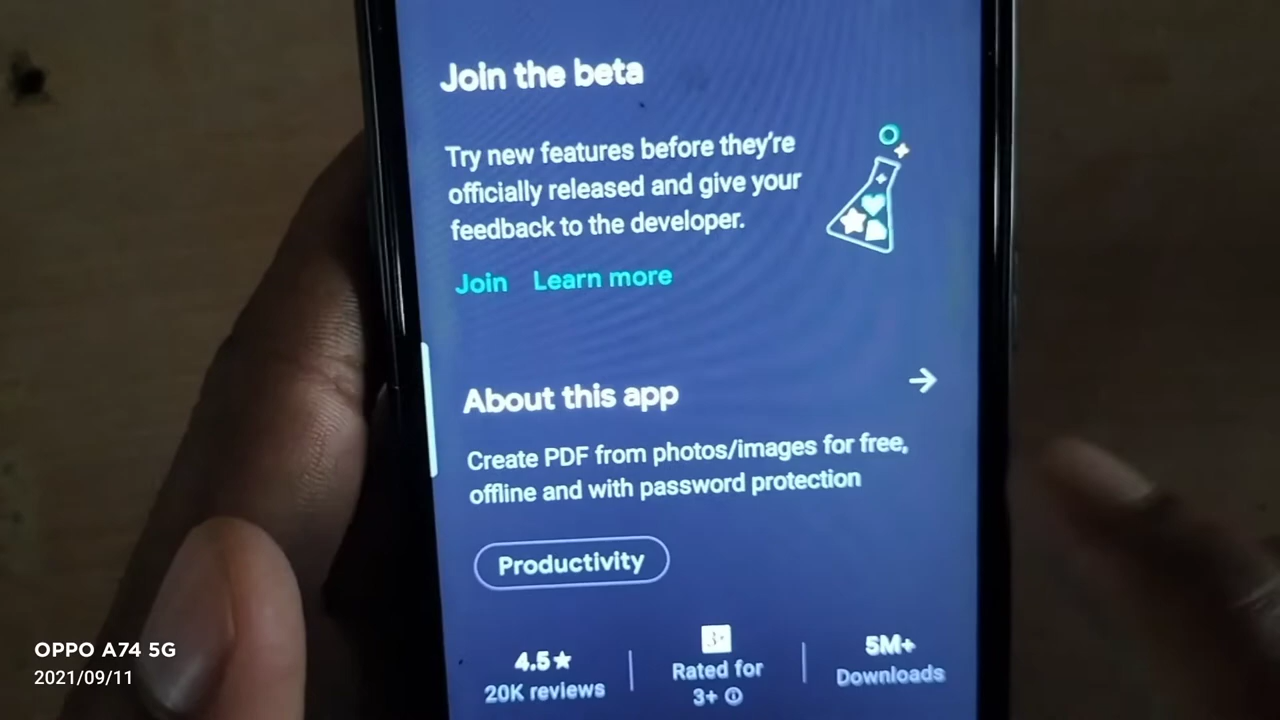 Join the beta
Try new features before they're
officially released and give your
feedback to the developer.
Join Learn more
About this app
Create PDF from photos/images for free,
offline and with password protection
Productivity
4.5★
20K reviews
3+
Rated for
3+
5M+
Downloads
OPPO A74 5G
2021/09/11